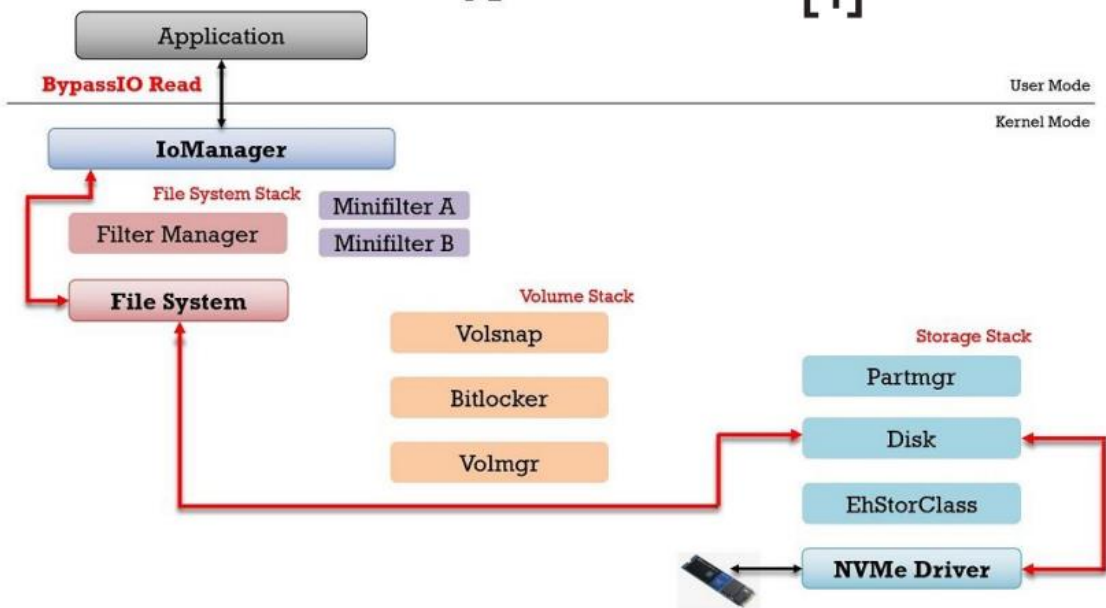 [4]
Application
BypassIO Read
User Mode
Kernel Mode
IoManager
File System Stack
Filter Manager
Minifilter A
Minifilter B
File System
Volume Stack
Volsnap
Bitlocker
Volmgr
Storage Stack
Partmgr
Disk
EhStorClass
NVMe Driver